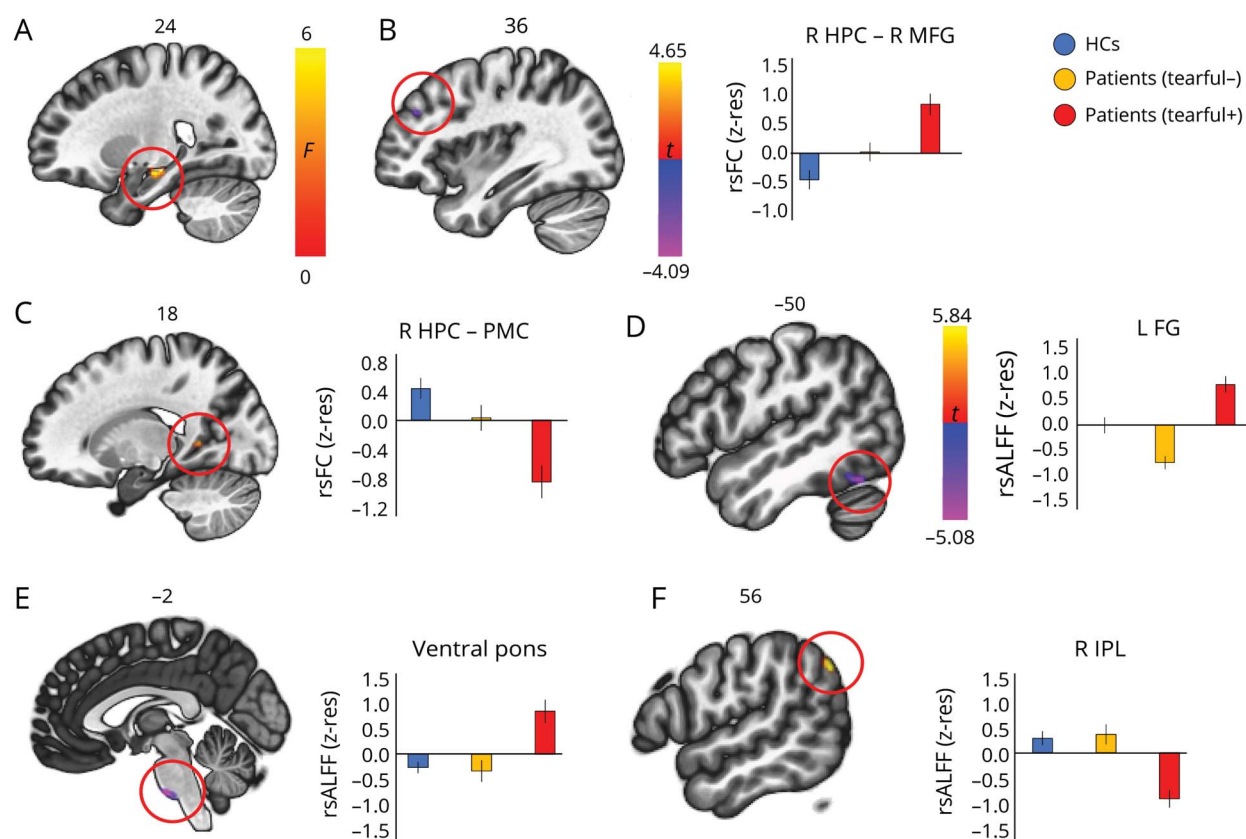 A
24
6
F
0
B
36
4.65
t
−4.09
R HPC – R MFG
rsFC (z-res)
1.5
1.0
0.5
0.0
−0.5
−1.0
HCs
Patients (tearful–)
Patients (tearful+)
C
18
R HPC – PMC
rsFC (z-res)
0.8
0.4
0.0
−0.4
−0.8
−1.2
D
−50
5.84
t
−5.08
L FG
rsALFF (z-res)
1.5
1.0
0.5
0.0
−0.5
−1.0
−1.5
E
−2
Ventral pons
rsALFF (z-res)
1.5
1.0
0.5
0.0
−0.5
−1.0
−1.5
F
56
R IPL
rsALFF (z-res)
1.5
1.0
0.5
0.0
−0.5
−1.0
−1.5